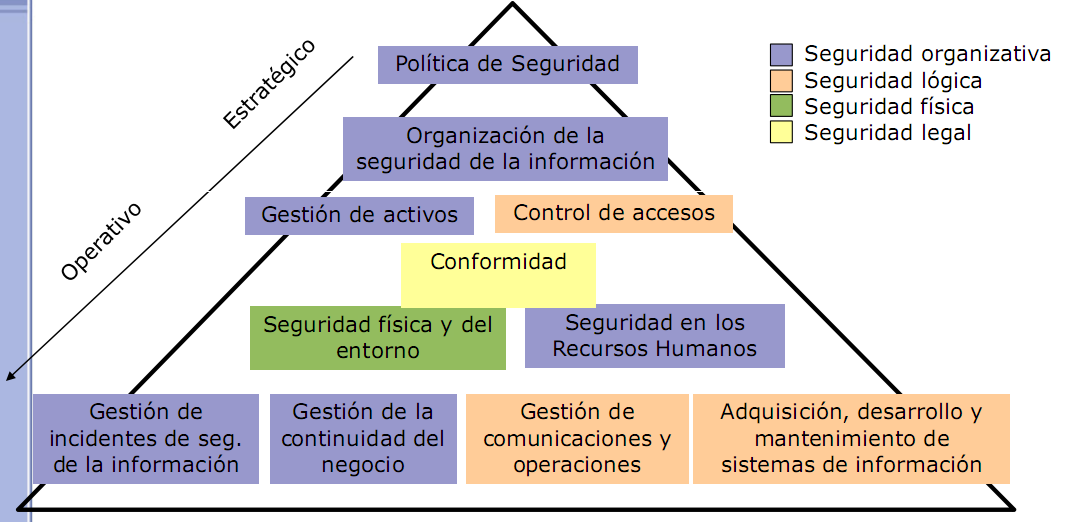 Estratégico
Operativo
Política de Seguridad
Organización de la
seguridad de la información
Gestión de activos
Control de accesos
Conformidad
Seguridad física y del
entorno
Seguridad en los
Recursos Humanos
Gestión de
incidentes de seg.
de la información
Gestión de la
continuidad del
negocio
Gestión de
comunicaciones y
operaciones
Adquisición, desarrollo y
mantenimiento de
sistemas de información
Seguridad organizativa
Seguridad lógica
Seguridad física
Seguridad legal